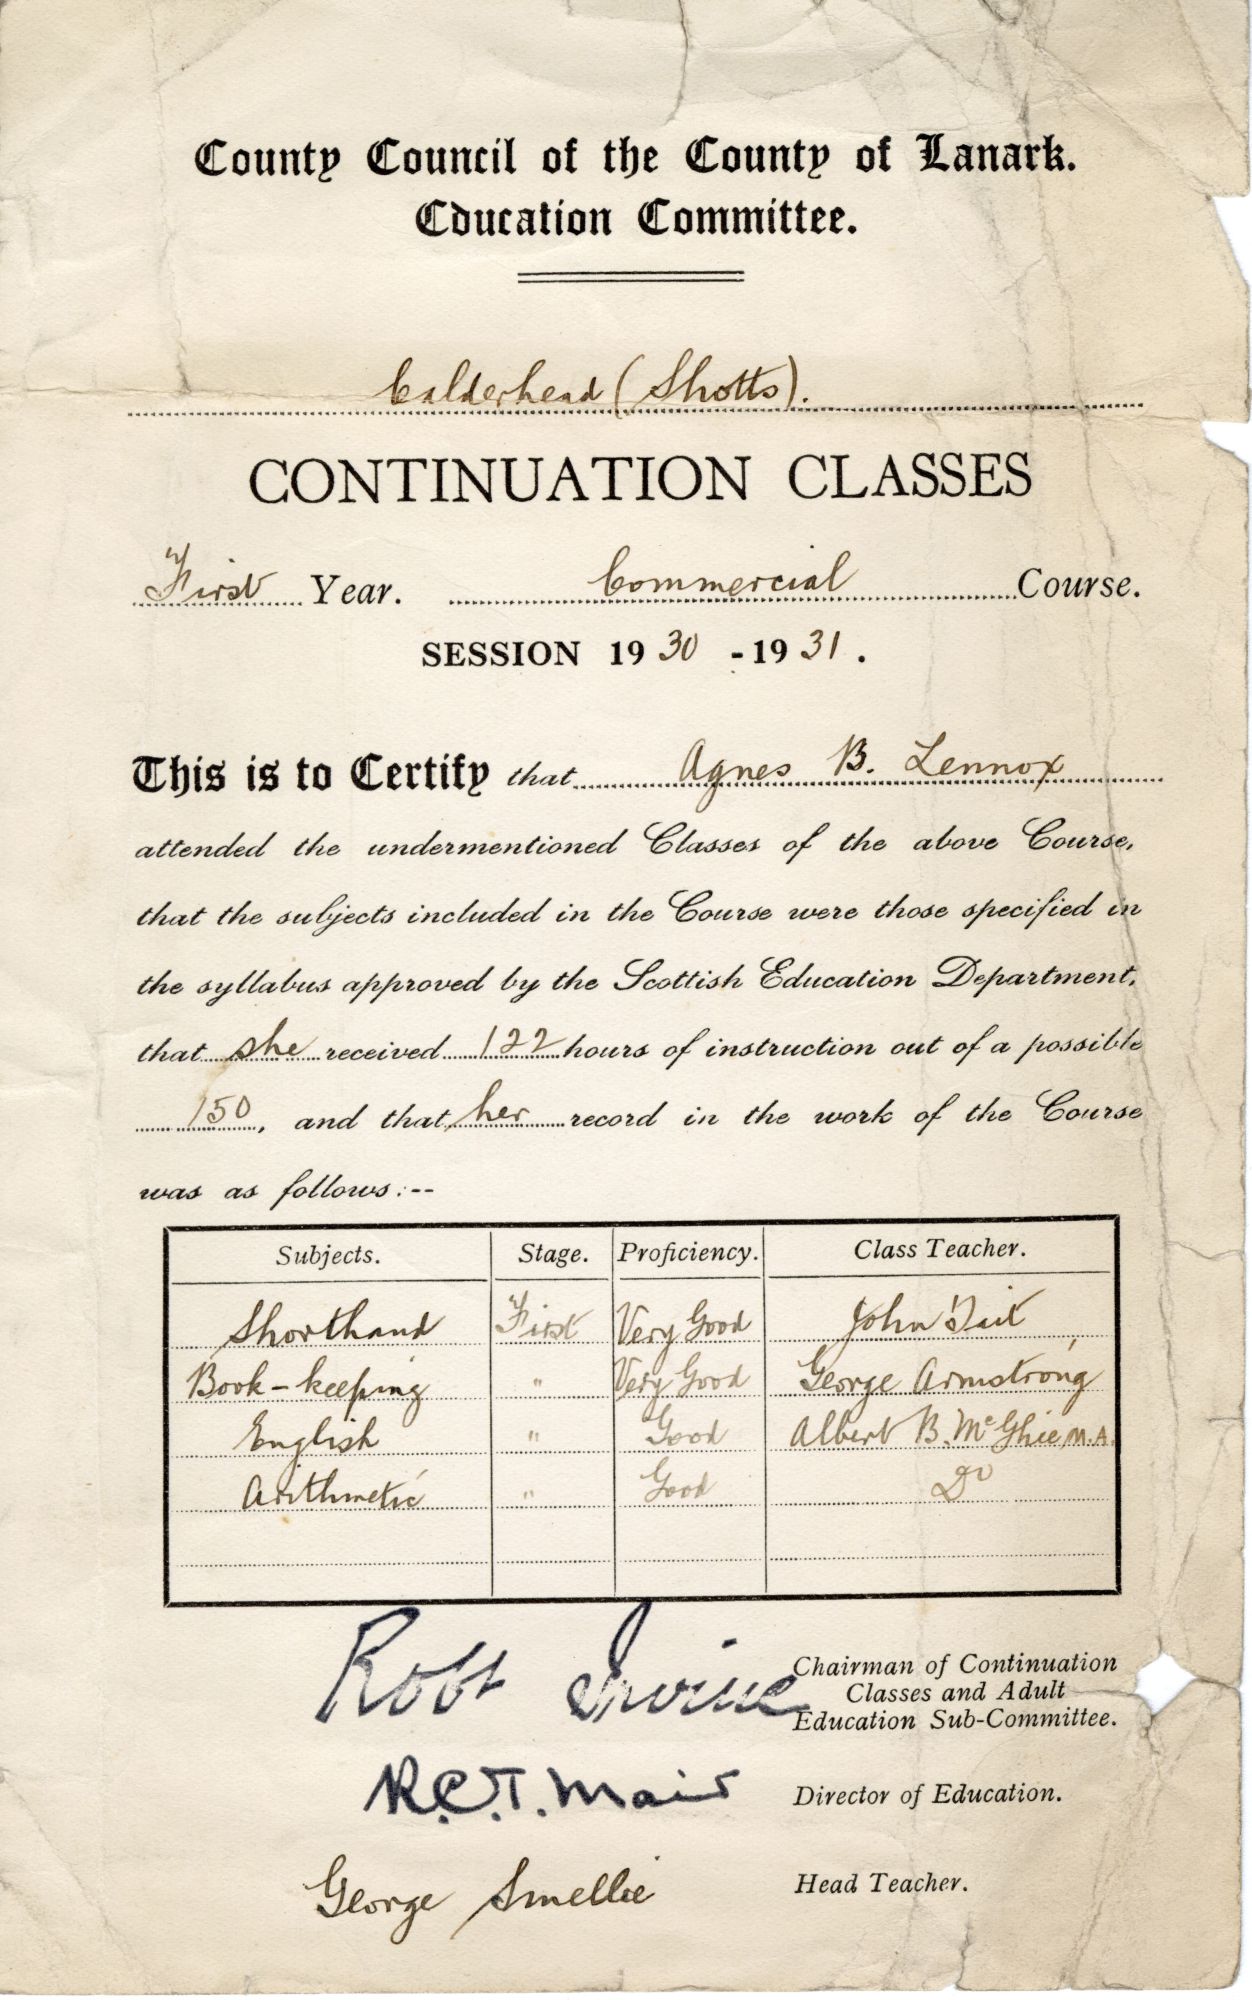 County Council of the County of Lanark.
Education Committee.
Calderhead (Shotts).
CONTINUATION CLASSES
First Year. Commercial Course.
SESSION 1930 - 1931.
This is to Certify that Agnes B. Lennox
attended the undermentioned Classes of the above Course,
that the subjects included in the Course were those specified in
the syllabus approved by the Scottish Education Department,
that she received 122 hours of instruction out of a possible
150, and that her record in the work of the Course
was as follows:--
Subjects. Stage. Proficiency. Class Teacher.
Shorthand First Very Good John Tait
Book-keeping " Very Good George Armstrong
English " Good Albert B. McGhie M.A.
Arithmetic " Good Do
Robt Irvine Chairman of Continuation
Classes and Adult
Education Sub-Committee.
R.C.T. Mair Director of Education.
George Smellie Head Teacher.